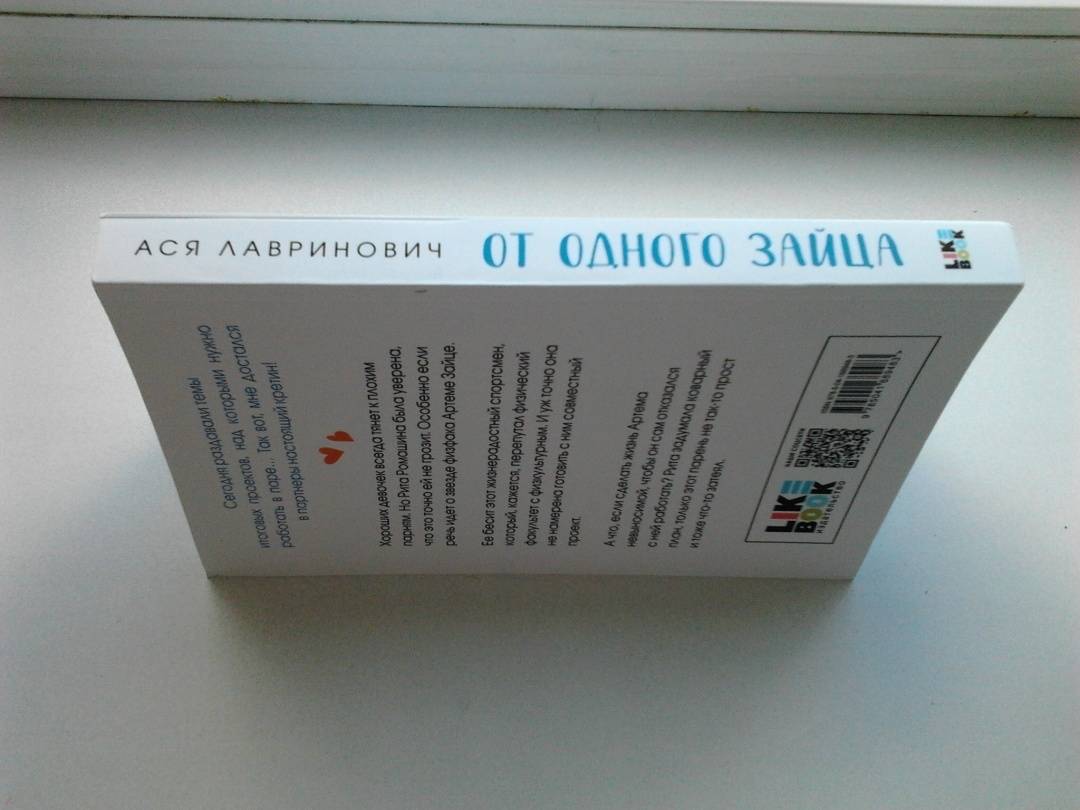 АСЯ ЛАВРИНОВИЧ ОТ ОДНОГО ЗАЙЦА LIKE BOOK
Сегодня раздавали темы
итоговых проектов, над которыми нужно
работать в паре... Так вот, мне достался
в партнеры настоящий кретин!
Хороших девочек всегда тянет к плохим
парням. Но Рита Ромашина была уверена,
что это точно ей не грозит. Особенно если
речь идет о звезде физфака Артеме Зайце.
Ее бесит этот жизнерадостный спортсмен,
который, кажется, перепутал физический
факультет с физкультурным. И уж точно она
не намерена готовить с ним совместный
проект.
А что, если сделать жизнь Артема
невыносимой, чтобы он сам отказался
с ней работать? Рита задумала коварный
план, только этот парень не так-то прост
и тоже что-то затеял.
LIKE
BOOK
ИЗДАТЕЛЬСТВО